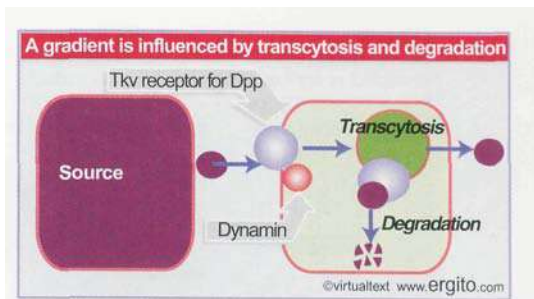 A gradient is influenced by transcytosis and degradation
Tkv receptor for Dpp
Transcytosis
Source
Dynamin
Degradation
©virtualtext www.ergito.com